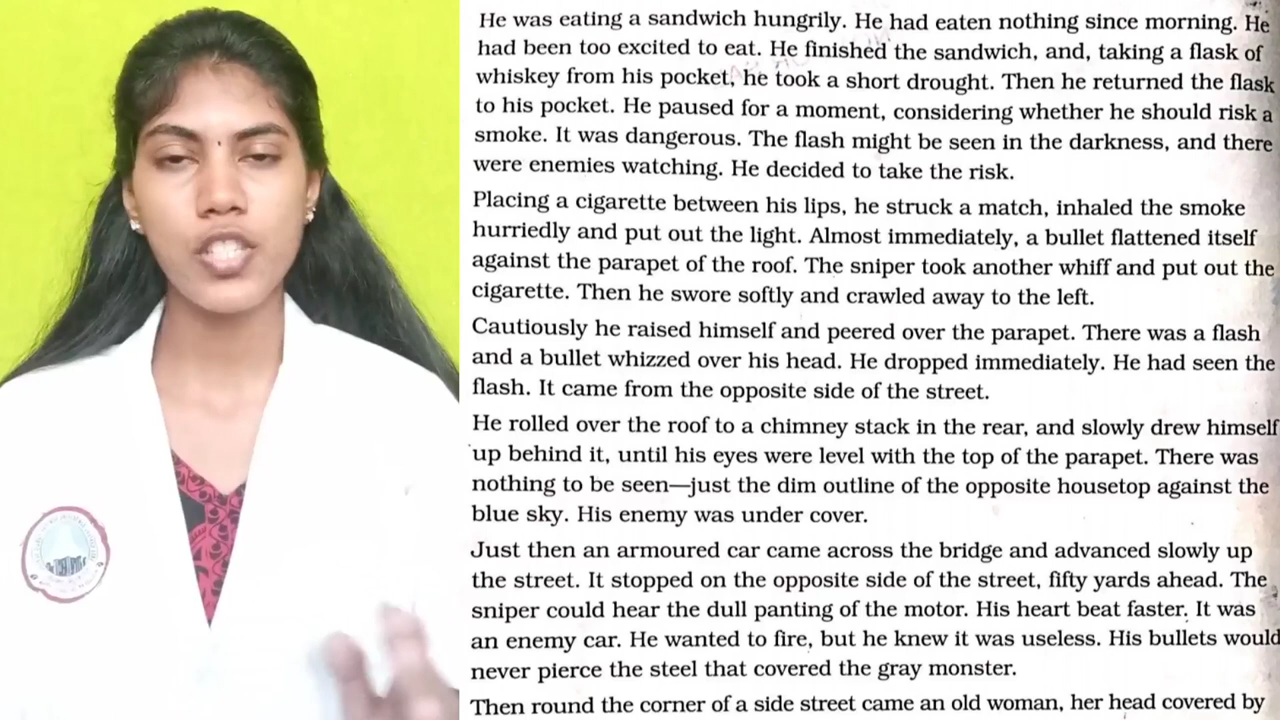 He was eating a sandwich hungrily. He had eaten nothing since morning. He
had been too excited to eat. He finished the sandwich, and, taking a flask of
whiskey from his pocket, he took a short drought. Then he returned the flask
to his pocket. He paused for a moment, considering whether he should risk a
smoke. It was dangerous. The flash might be seen in the darkness, and there
were enemies watching. He decided to take the risk.
Placing a cigarette between his lips, he struck a match, inhaled the smoke
hurriedly and put out the light. Almost immediately, a bullet flattened itself
against the parapet of the roof. The sniper took another whiff and put out the
cigarette. Then he swore softly and crawled away to the left.
Cautiously he raised himself and peered over the parapet. There was a flash
and a bullet whizzed over his head. He dropped immediately. He had seen the
flash. It came from the opposite side of the street.
He rolled over the roof to a chimney stack in the rear, and slowly drew himself
up behind it, until his eyes were level with the top of the parapet. There was
nothing to be seen—just the dim outline of the opposite housetop against the
blue sky. His enemy was under cover.
Just then an armoured car came across the bridge and advanced slowly up
the street. It stopped on the opposite side of the street, fifty yards ahead. The
sniper could hear the dull panting of the motor. His heart beat faster. It was
an enemy car. He wanted to fire, but he knew it was useless. His bullets would
never pierce the steel that covered the gray monster.
Then round the corner of a side street came an old woman, her head covered by